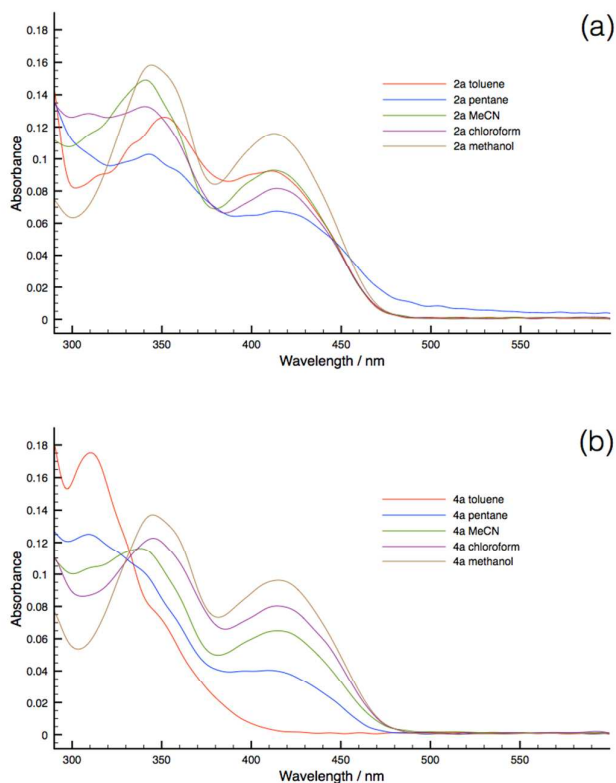 (a)
0.18
0.16
0.14
0.12
0.1
0.08
0.06
0.04
0.02
0
Absorbance
2a toluene
2a pentane
2a MeCN
2a chloroform
2a methanol
300 350 400 450 500 550
Wavelength / nm
(b)
0.18
0.16
0.14
0.12
0.1
0.08
0.06
0.04
0.02
0
Absorbance
4a toluene
4a pentane
4a MeCN
4a chloroform
4a methanol
300 350 400 450 500 550
Wavelength / nm